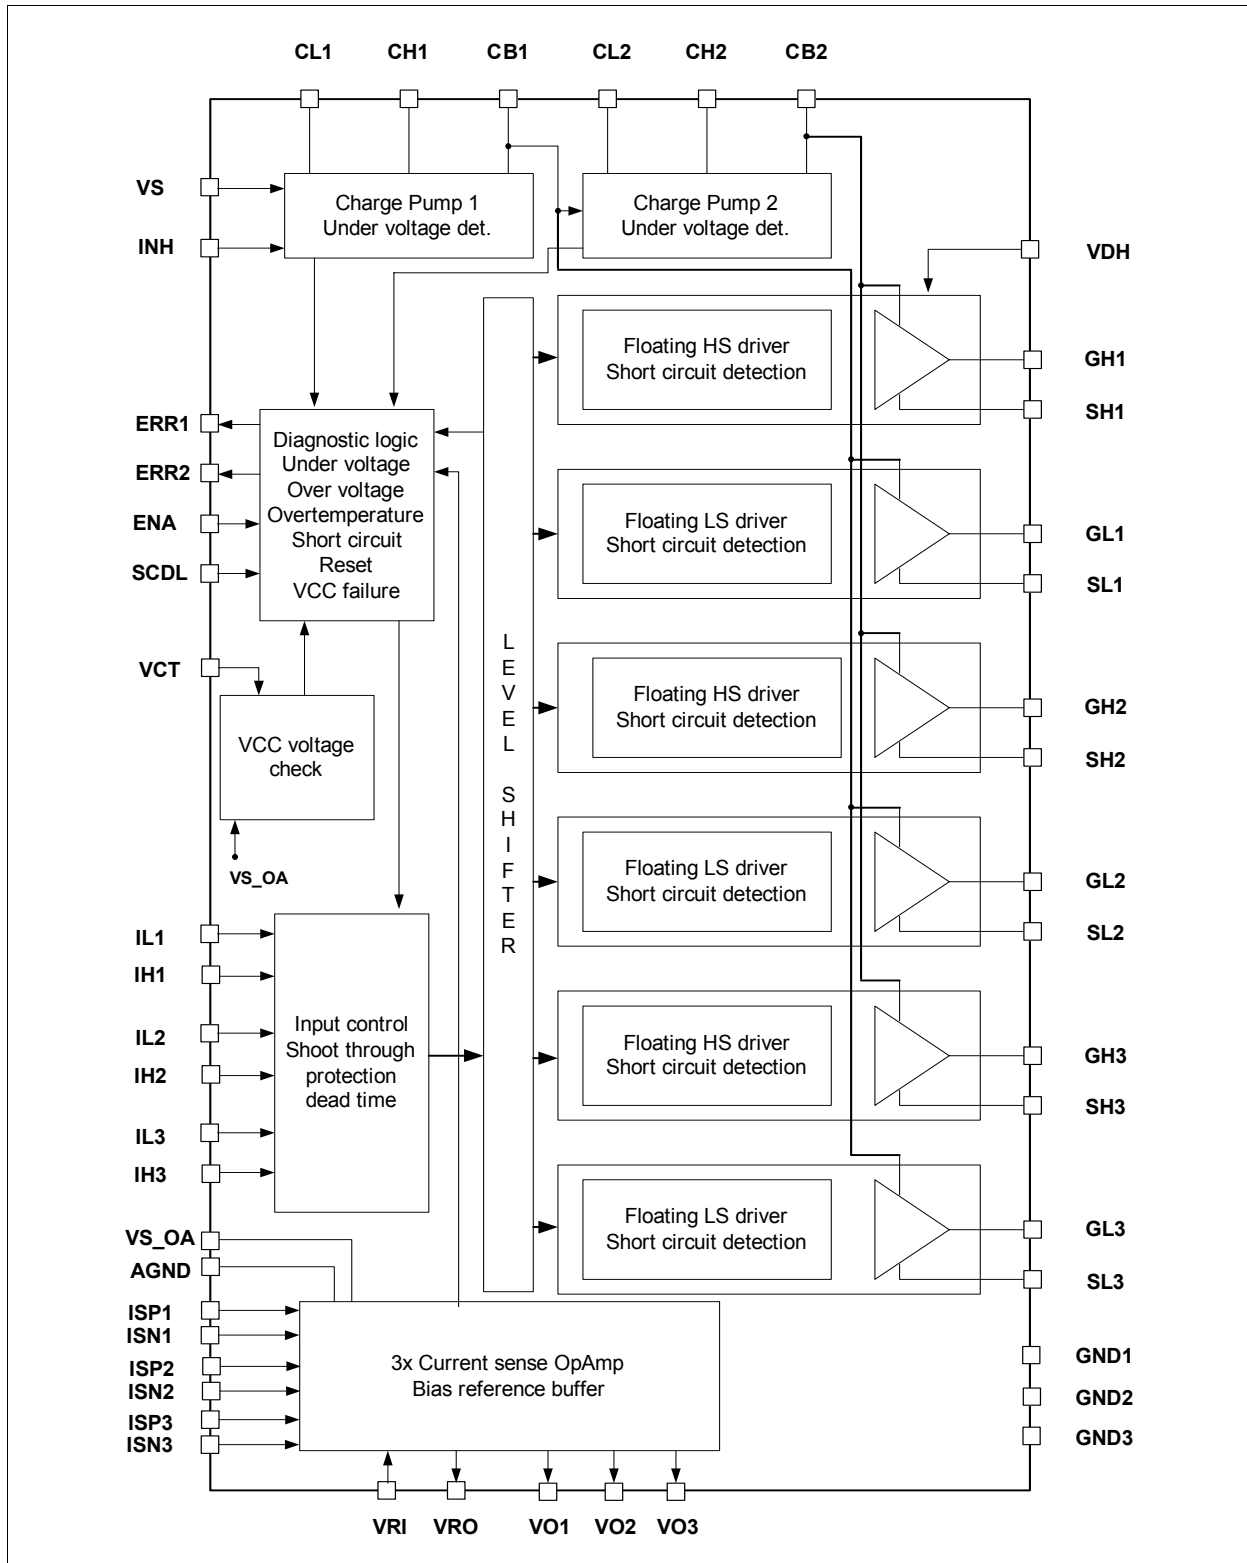 CL1 CH1 CB1 CL2 CH2 CB2
VS
INH
Charge Pump 1
Under voltage det.
Charge Pump 2
Under voltage det.
VDH
Floating HS driver
Short circuit detection
GH1
SH1
ERR1
ERR2
ENA
SCDL
Diagnostic logic
Under voltage
Over voltage
Overtemperature
Short circuit
Reset
VCC failure
Floating LS driver
Short circuit detection
GL1
SL1
VCT
VCC voltage
check
VS_OA
LEVEL SHIFTER
Floating HS driver
Short circuit detection
GH2
SH2
Floating LS driver
Short circuit detection
GL2
SL2
IL1
IH1
IL2
IH2
IL3
IH3
Input control
Shoot through
protection
dead time
Floating HS driver
Short circuit detection
GH3
SH3
Floating LS driver
Short circuit detection
GL3
SL3
VS_OA
AGND
ISP1
ISN1
ISP2
ISN2
ISP3
ISN3
3x Current sense OpAmp
Bias reference buffer
GND1
GND2
GND3
VRI VRO VO1 VO2 VO3